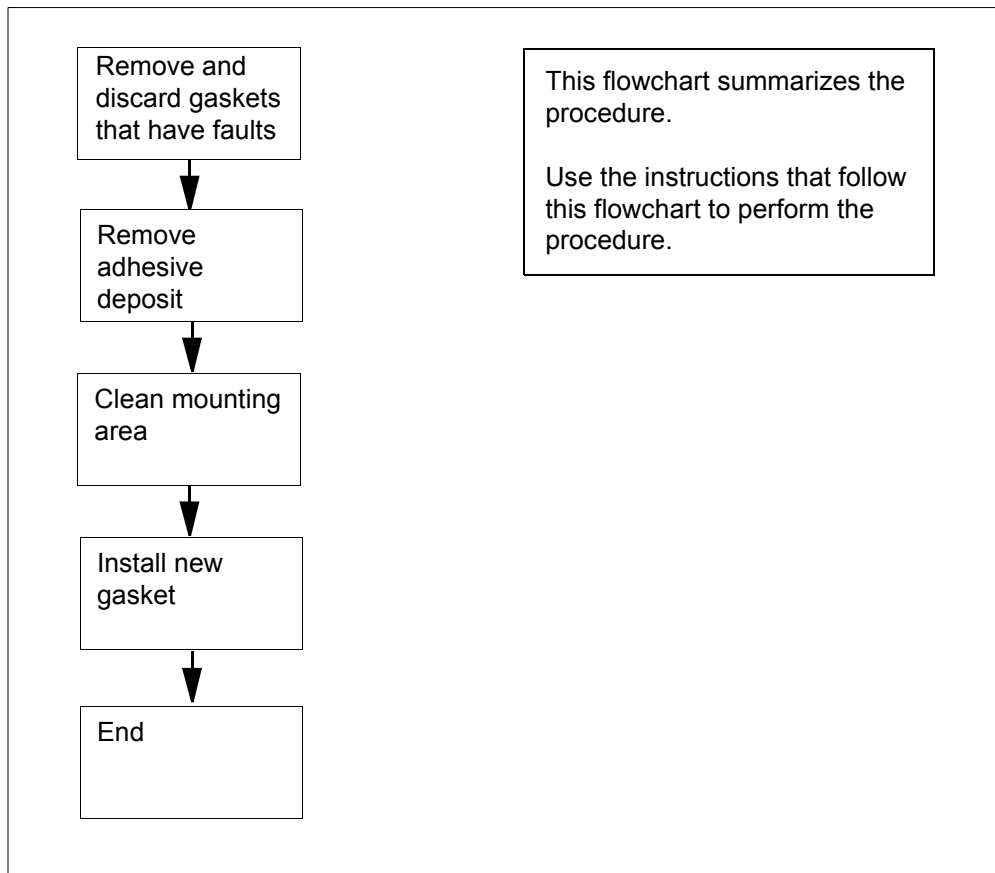 Remove and
discard gaskets
that have faults
Remove
adhesive
deposit
Clean mounting
area
Install new
gasket
End
This flowchart summarizes the
procedure.
Use the instructions that follow
this flowchart to perform the
procedure.